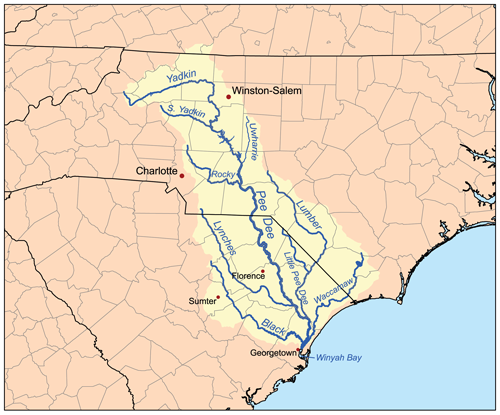 Yadkin
Winston-Salem
S. Yadkin
Uwharrie
Charlotte
Rocky
Pee Dee
Lumber
Lynches
Little Pee Dee
Florence
Waccamaw
Sumter
Black
Georgetown
Winyah Bay